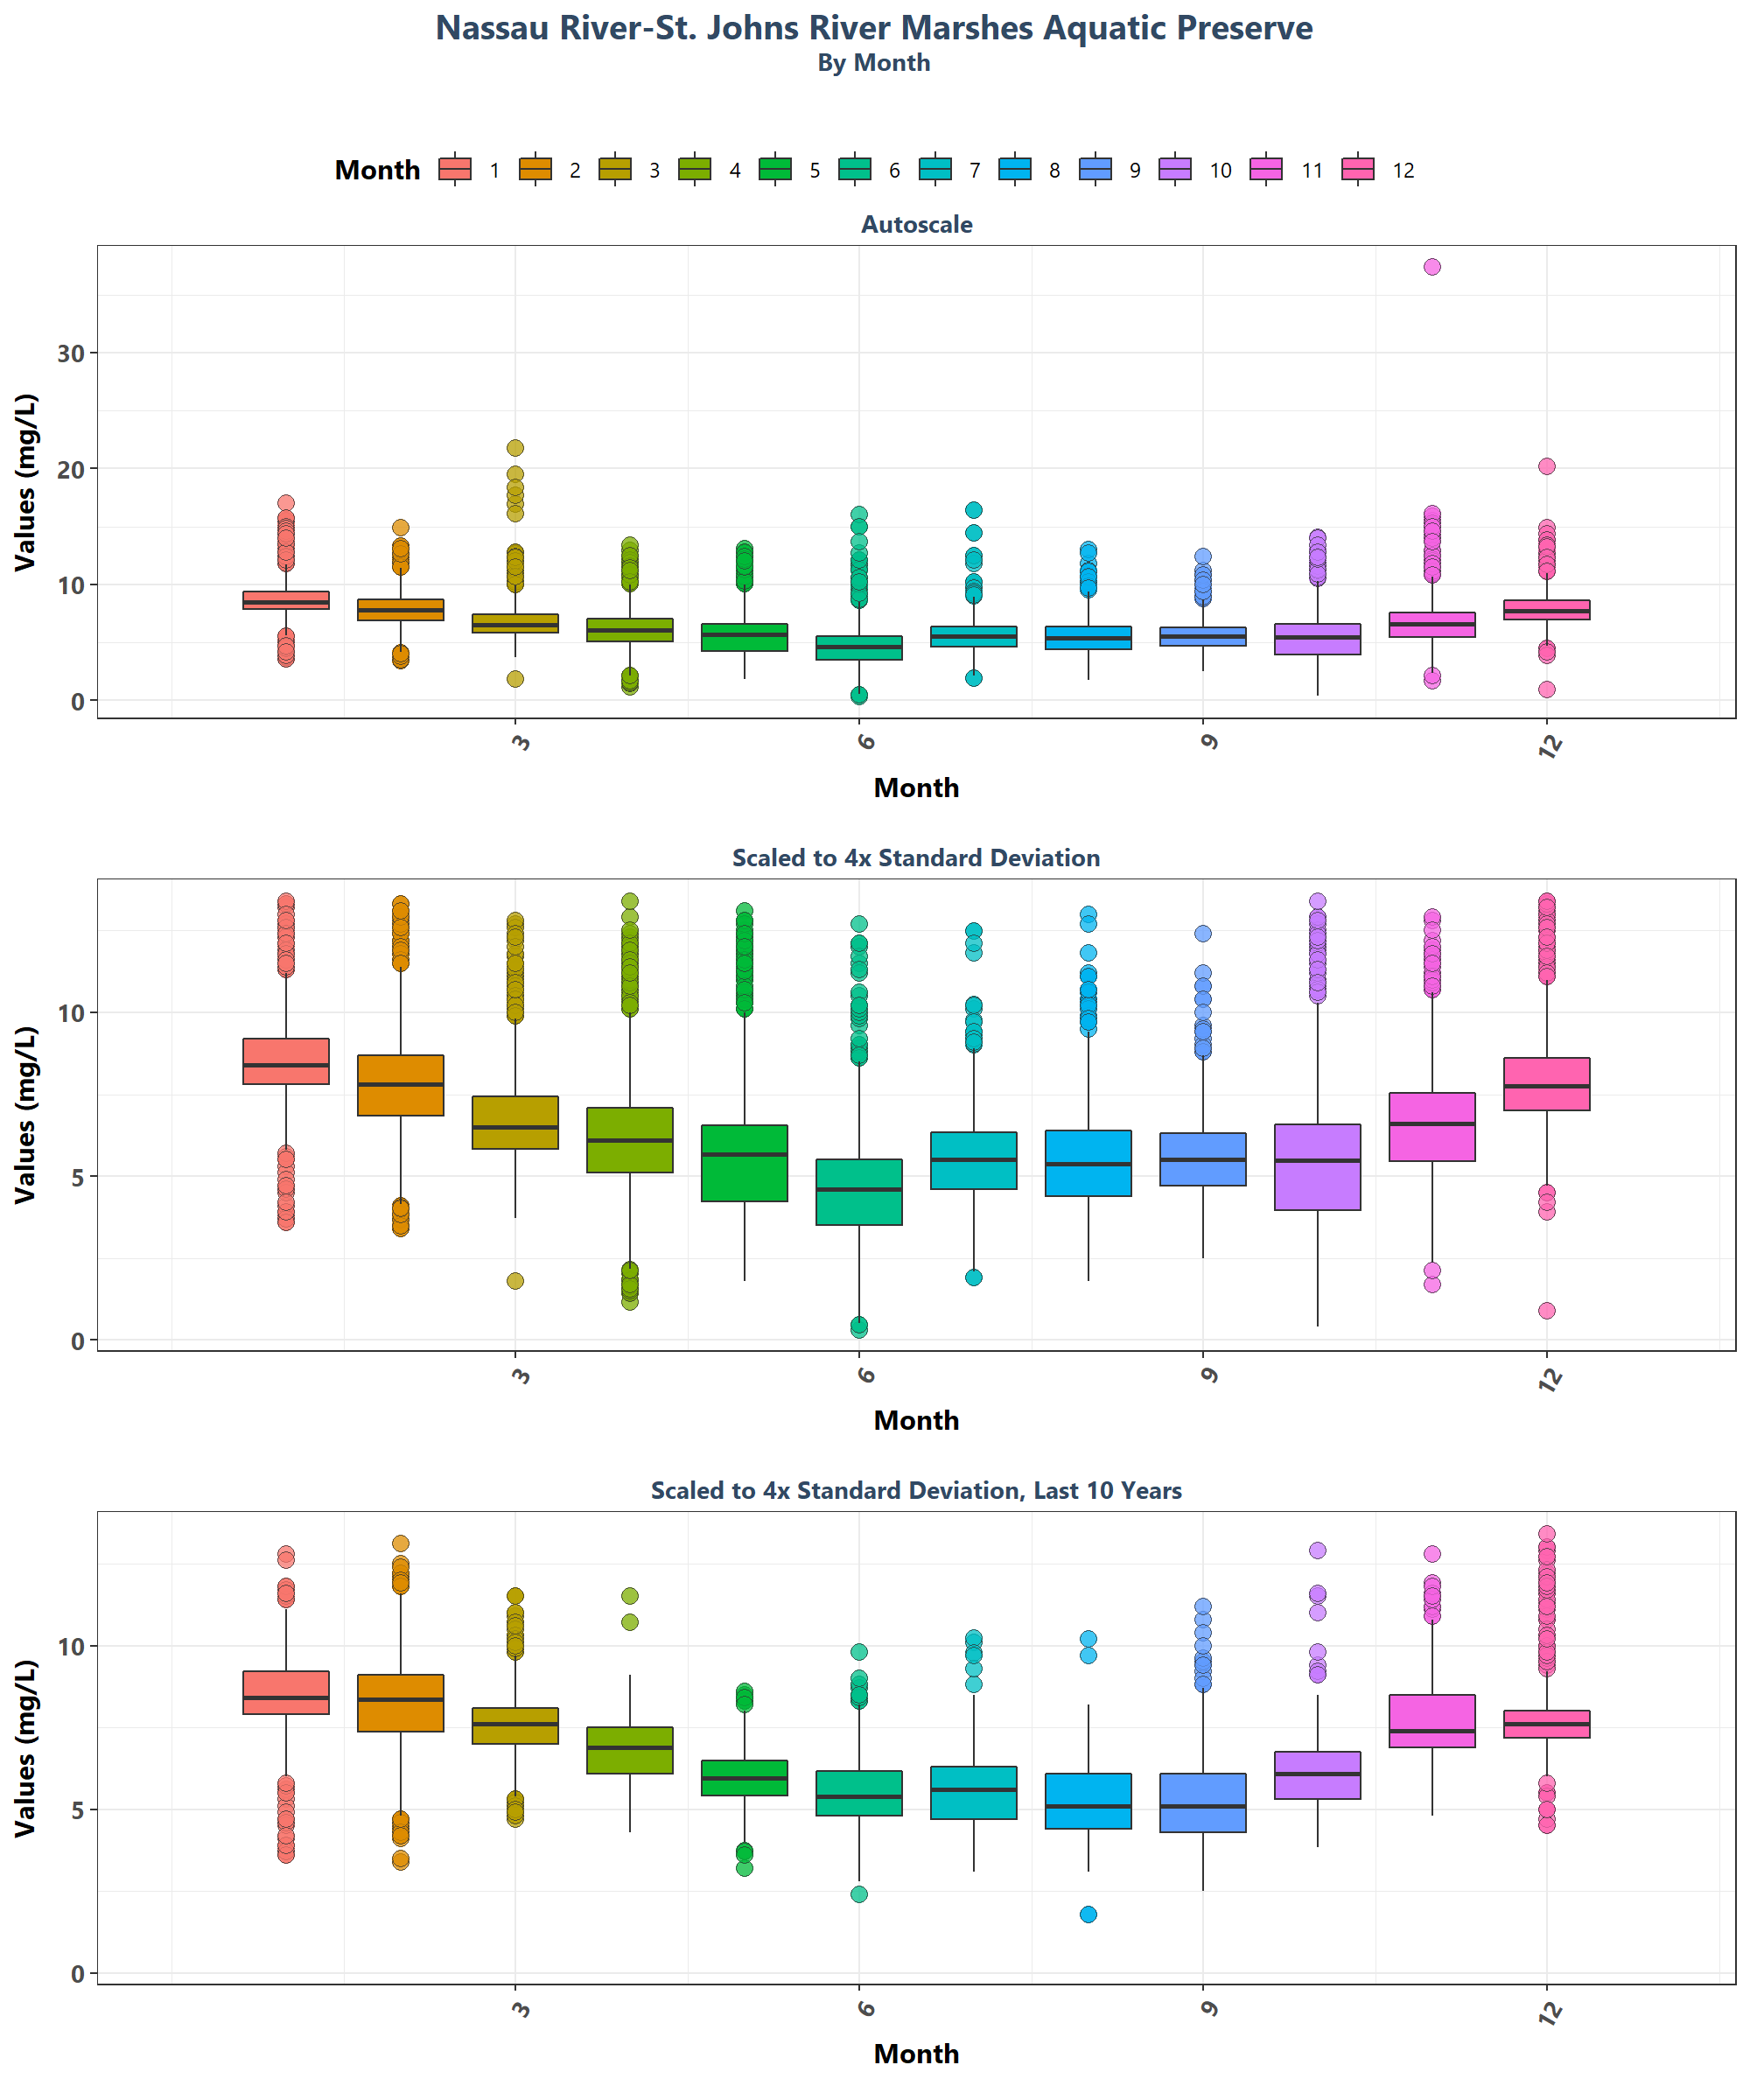 Nassau River-St. Johns River Marshes Aquatic Preserve
By Month
Month 1 2 3 4 5 6 7 8 9 10 11 12
Autoscale
Values (mg/L)
30
20
10
0
3 6 9 12
Month
Scaled to 4x Standard Deviation
Values (mg/L)
10
5
0
3 6 9 12
Month
Scaled to 4x Standard Deviation, Last 10 Years
Values (mg/L)
10
5
0
3 6 9 12
Month